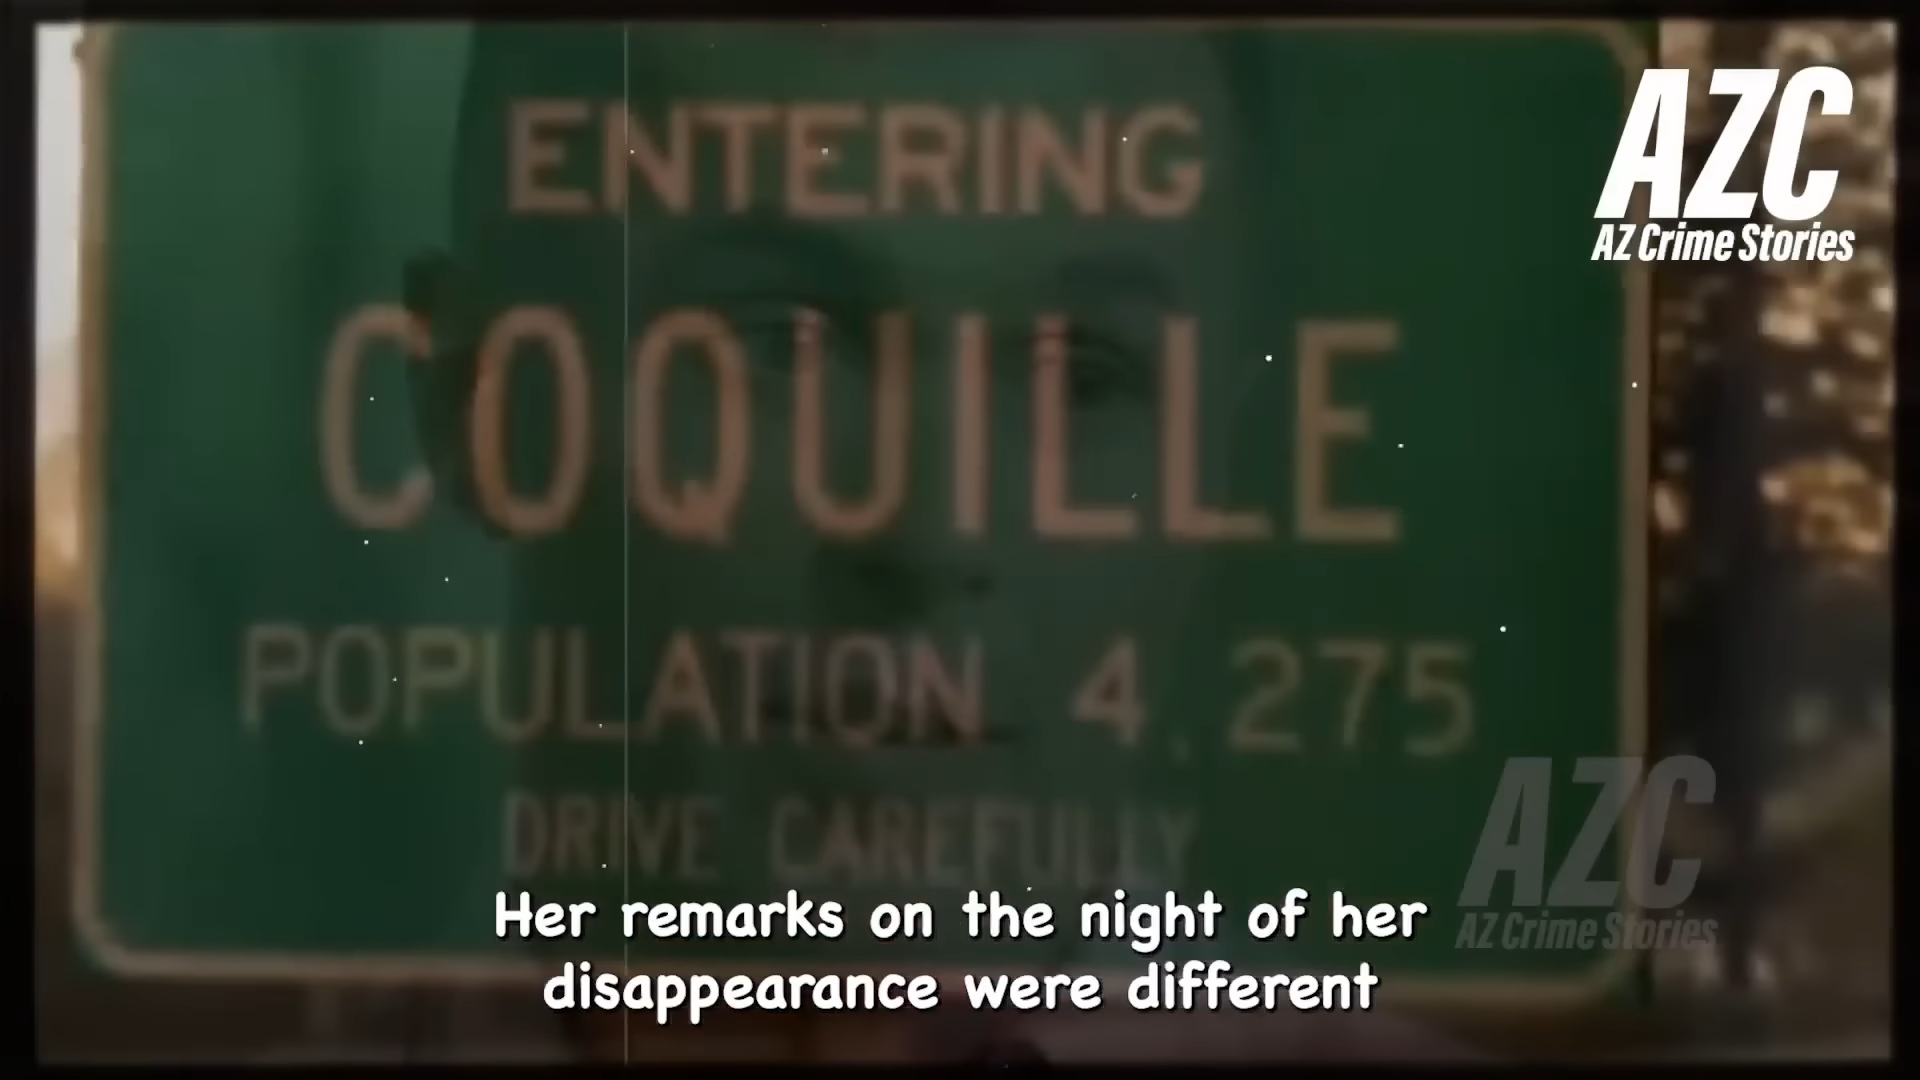 ENTERING
AZC
AZ Crime Stories
COQUILLE
POPULATION 4,275
DRIVE CAREFULLY
AZC
AZ Crime Stories
Her remarks on the night of her
disappearance were different